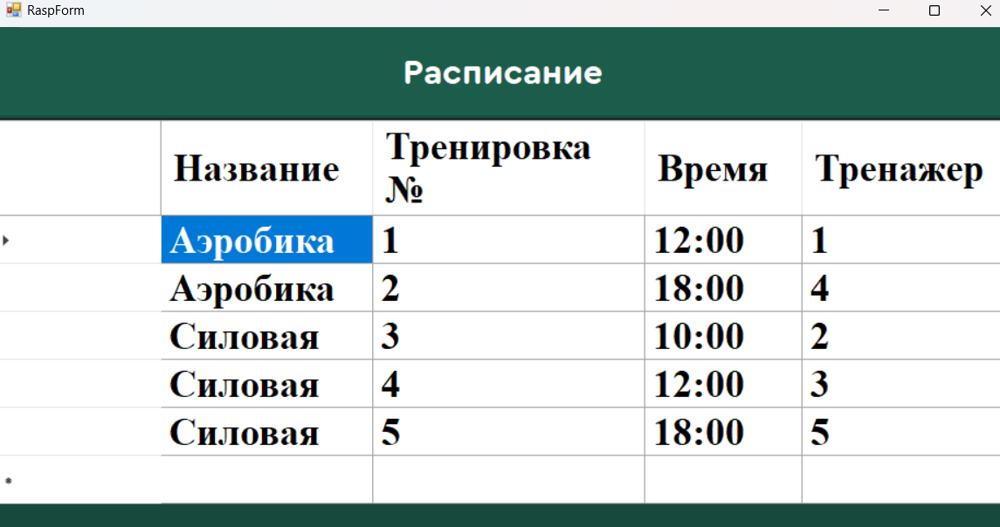 RaspForm
Расписание
Название Тренировка № Время Тренажер
Аэробика 1 12:00 1
Аэробика 2 18:00 4
Силовая 3 10:00 2
Силовая 4 12:00 3
Силовая 5 18:00 5